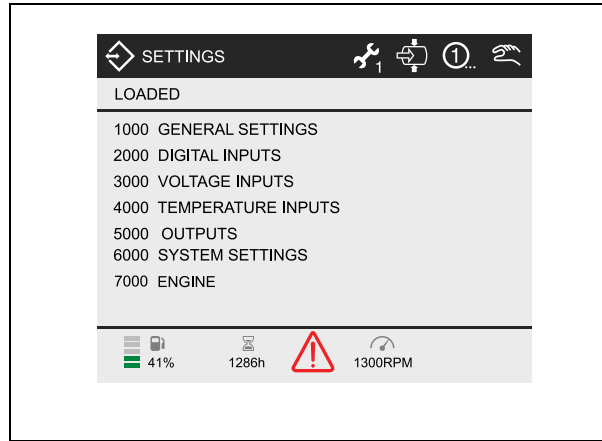 SETTINGS 1 1...
LOADED
1000 GENERAL SETTINGS
2000 DIGITAL INPUTS
3000 VOLTAGE INPUTS
4000 TEMPERATURE INPUTS
5000 OUTPUTS
6000 SYSTEM SETTINGS
7000 ENGINE
41% 1286h 1300RPM